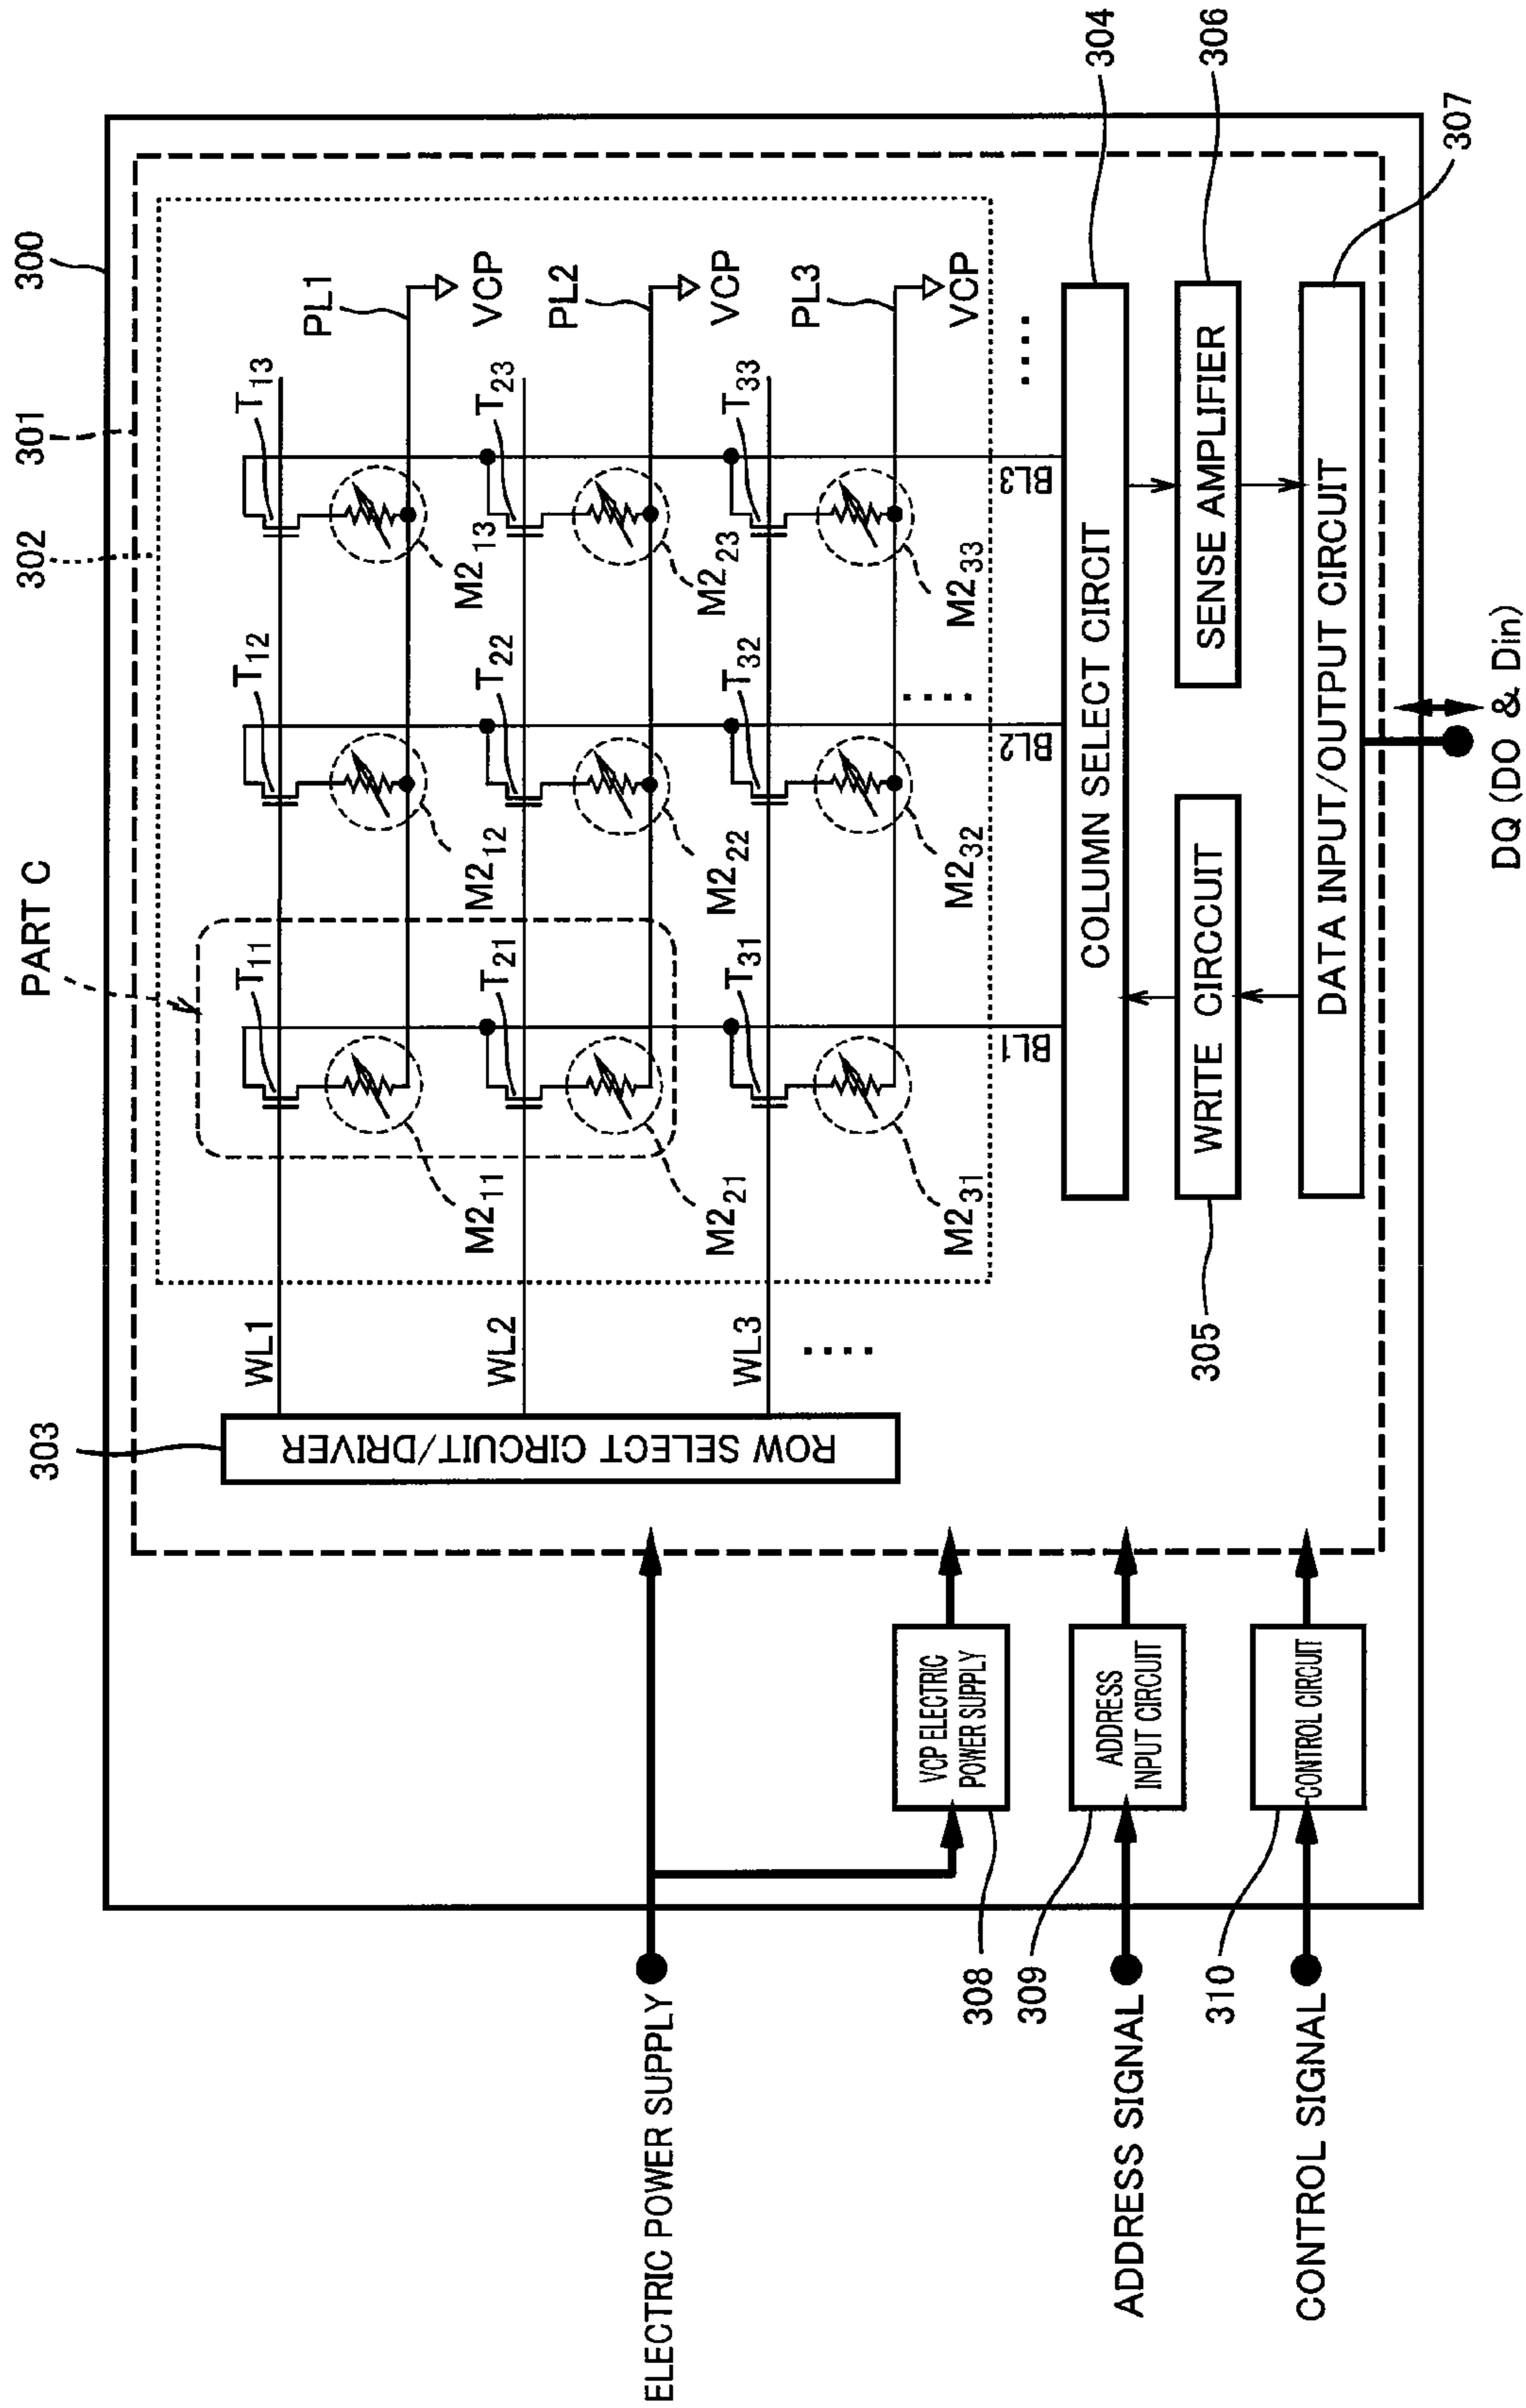 300
301
302
PART C
303
ROW SELECT CIRCUIT/DRIVER
WL1
WL2
WL3
T11
T12
T13
PL1
VCP
M211
M212
M213
T21
T22
T23
PL2
VCP
M221
M222
M223
T31
T32
T33
PL3
VCP
M231
M232
M233
BL1
BL2
BL3
COLUMN SELECT CIRCIT
304
WRITE CIRCCUIT
305
SENSE AMPLIFIER
306
DATA INPUT/OUTPUT CIRCUIT
307
DQ (DO & Din)
ELECTRIC POWER SUPPLY
VCP ELECTRIC
POWER SUPPLY
308
ADDRESS SIGNAL
ADDRESS
INPUT CIRCUIT
309
CONTROL SIGNAL
CONTROL CIRCUIT
310